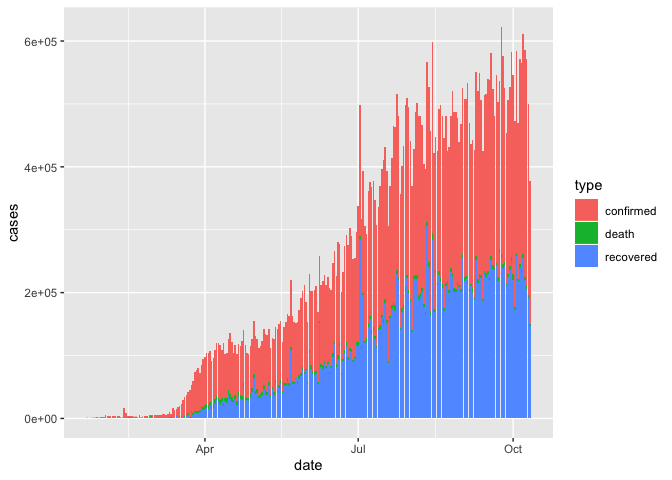 6e+05
4e+05
2e+05
0e+00
cases
Apr
Jul
Oct
date
type
confirmed
death
recovered